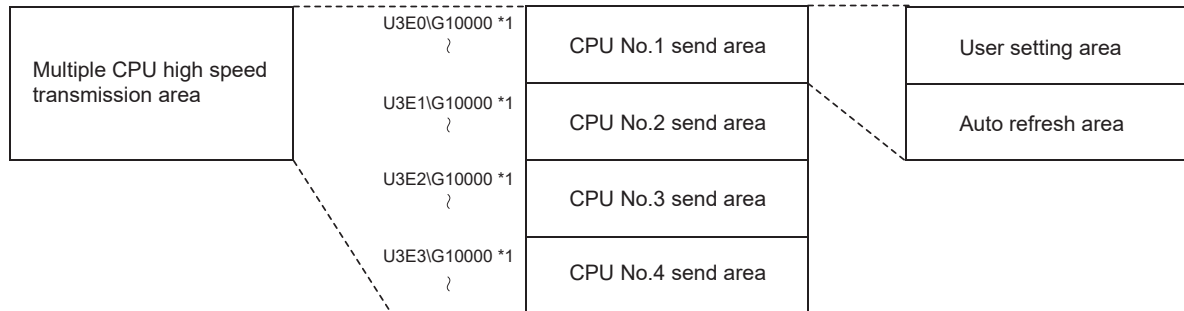 Multiple CPU high speed
transmission area
U3E0\G10000 *1
~
CPU No.1 send area
U3E1\G10000 *1
~
CPU No.2 send area
U3E2\G10000 *1
~
CPU No.3 send area
U3E3\G10000 *1
~
CPU No.4 send area
User setting area
Auto refresh area